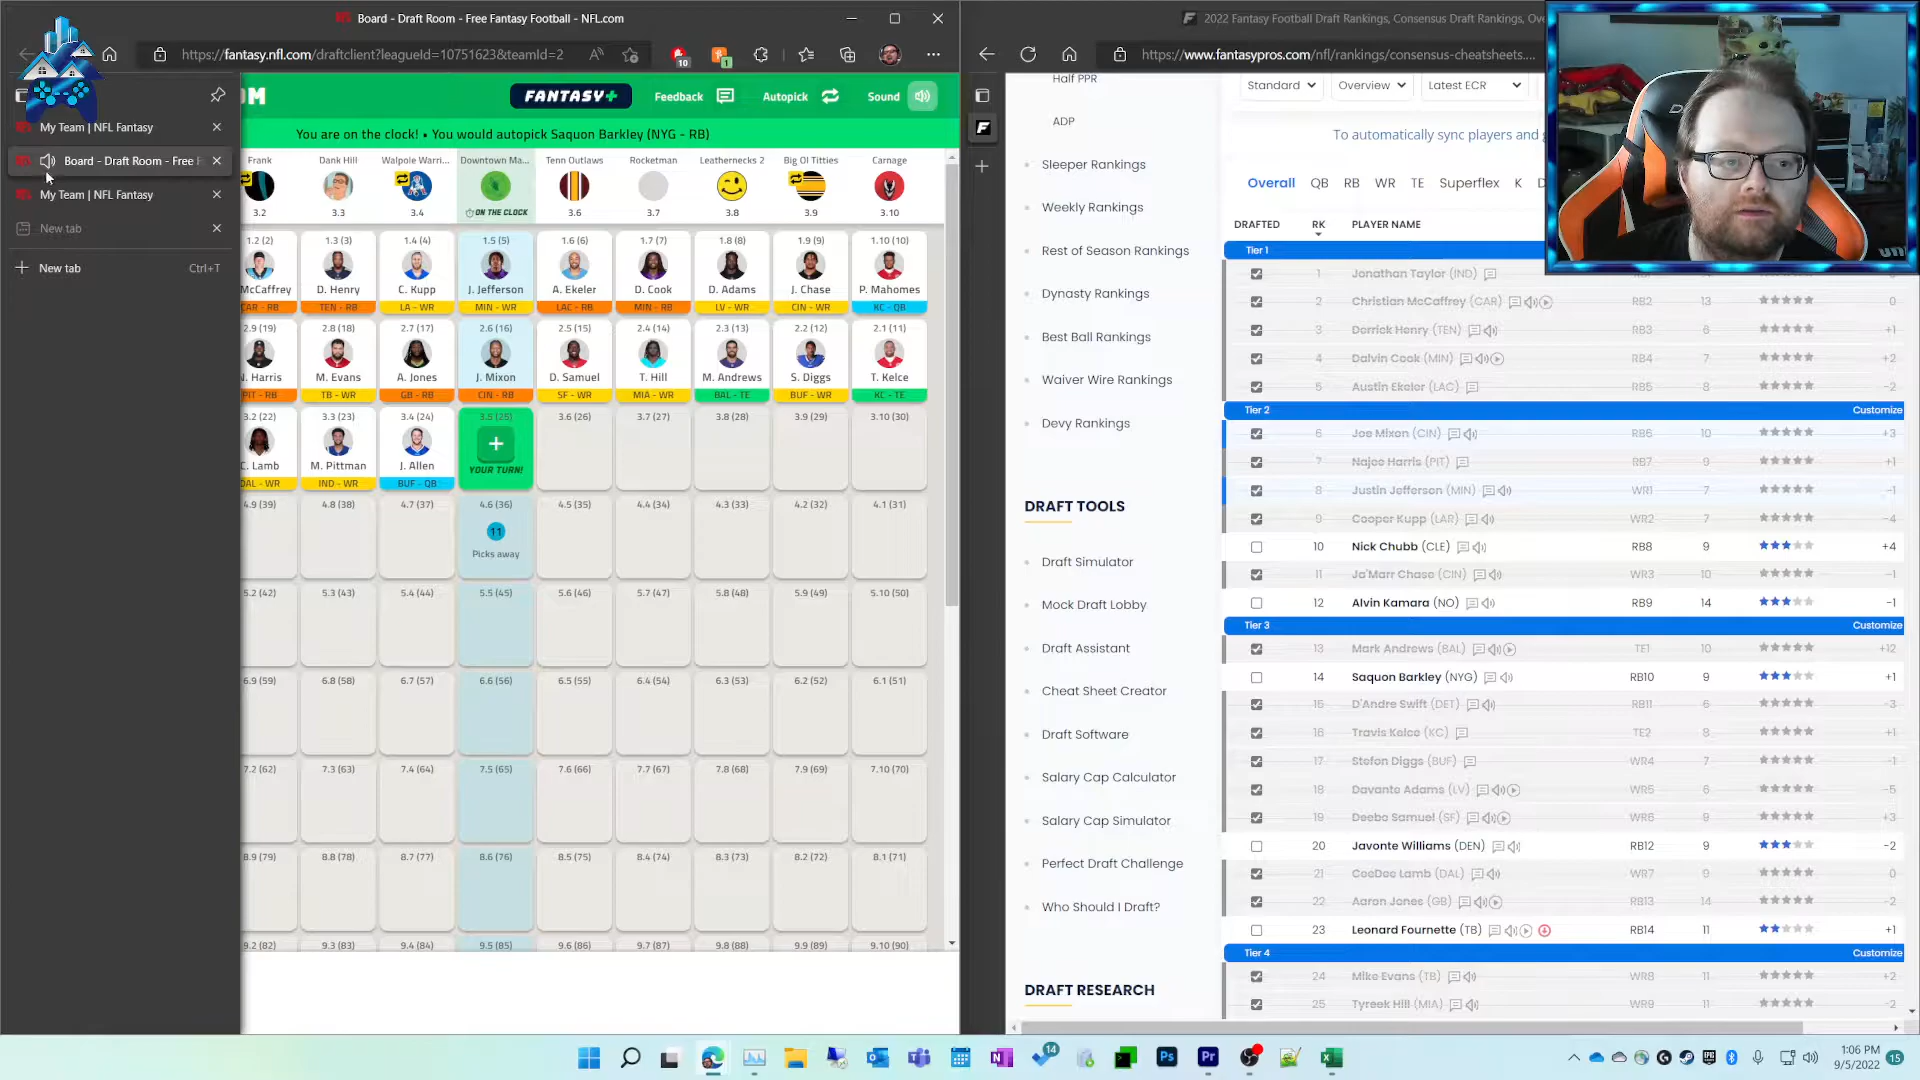 Board - Draft Room - Free Fantasy Football - NFL.com
https://fantasy.nfl.com/draftclient?leagueId=10751623&teamId=2
10
1
My Team | NFL Fantasy
Board - Draft Room - Free F
My Team | NFL Fantasy
New tab
New tab Ctrl+T
OM
FANTASY+
Feedback
Autopick
Sound
You are on the clock! • You would autopick Saquon Barkley (NYG - RB)
Frank Dank Hill Walpole Warri... Downtown Ma... Tenn Outlaws Rocketman Leathernecks 2 Big Ol Titties Carnage
3.2 3.3 3.4 ON THE CLOCK 3.6 3.7 3.8 3.9 3.10
1.2 (2) 1.3 (3) 1.4 (4) 1.5 (5) 1.6 (6) 1.7 (7) 1.8 (8) 1.9 (9) 1.10 (10)
McCaffrey D. Henry C. Kupp J. Jefferson A. Ekeler D. Cook D. Adams J. Chase P. Mahomes
CAR - RB TEN - RB LA - WR MIN - WR LAC - RB MIN - RB LV - WR CIN - WR KC - QB
2.9 (19) 2.8 (18) 2.7 (17) 2.6 (16) 2.5 (15) 2.4 (14) 2.3 (13) 2.2 (12) 2.1 (11)
N. Harris M. Evans A. Jones J. Mixon D. Samuel T. Hill M. Andrews S. Diggs T. Kelce
PIT - RB TB - WR GB - RB CIN - RB SF - WR MIA - WR BAL - TE BUF - WR KC - TE
3.2 (22) 3.3 (23) 3.4 (24) 3.5 (25) 3.6 (26) 3.7 (27) 3.8 (28) 3.9 (29) 3.10 (30)
C. Lamb M. Pittman J. Allen YOUR TURN!
DAL - WR IND - WR BUF - QB
4.9 (39) 4.8 (38) 4.7 (37) 4.6 (36) 4.5 (35) 4.4 (34) 4.3 (33) 4.2 (32) 4.1 (31)
11
Picks away
5.2 (42) 5.3 (43) 5.4 (44) 5.5 (45) 5.6 (46) 5.7 (47) 5.8 (48) 5.9 (49) 5.10 (50)
6.9 (59) 6.8 (58) 6.7 (57) 6.6 (56) 6.5 (55) 6.4 (54) 6.3 (53) 6.2 (52) 6.1 (51)
7.2 (62) 7.3 (63) 7.4 (64) 7.5 (65) 7.6 (66) 7.7 (67) 7.8 (68) 7.9 (69) 7.10 (70)
8.9 (79) 8.8 (78) 8.7 (77) 8.6 (76) 8.5 (75) 8.4 (74) 8.3 (73) 8.2 (72) 8.1 (71)
9.2 (82) 9.3 (83) 9.4 (84) 9.5 (85) 9.6 (86) 9.7 (87) 9.8 (88) 9.9 (89) 9.10 (90)
2022 Fantasy Football Draft Rankings, Consensus Draft Rankings, Ov
https://www.fantasypros.com/nfl/rankings/consensus-cheatsheets....
Half PPR
ADP
Sleeper Rankings
Weekly Rankings
Rest of Season Rankings
Dynasty Rankings
Best Ball Rankings
Waiver Wire Rankings
Devy Rankings
DRAFT TOOLS
Draft Simulator
Mock Draft Lobby
Draft Assistant
Cheat Sheet Creator
Draft Software
Salary Cap Calculator
Salary Cap Simulator
Perfect Draft Challenge
Who Should I Draft?
DRAFT RESEARCH
Standard Overview Latest ECR
To automatically sync players and
Overall QB RB WR TE Superflex K D
DRAFTED RK PLAYER NAME
Tier 1
1 Jonathan Taylor (IND)
2 Christian McCaffrey (CAR) RB2 13 0
3 Derrick Henry (TEN) RB3 6 +1
4 Dalvin Cook (MIN) RB4 7 +2
5 Austin Ekeler (LAC) RB5 8 -2
Tier 2 Customize
6 Joe Mixon (CIN) RB6 10 +3
7 Najee Harris (PIT) RB7 9 +1
8 Justin Jefferson (MIN) WR1 7 -1
9 Cooper Kupp (LAR) WR2 7 -4
10 Nick Chubb (CLE) RB8 9 +4
11 Ja'Marr Chase (CIN) WR3 10 -1
12 Alvin Kamara (NO) RB9 14 -1
Tier 3 Customize
13 Mark Andrews (BAL) TE1 10 +12
14 Saquon Barkley (NYG) RB10 9 +1
15 D'Andre Swift (DET) RB11 6 -3
16 Travis Kelce (KC) TE2 8 +1
17 Stefon Diggs (BUF) WR4 7 -1
18 Davante Adams (LV) WR5 6 -5
19 Deebo Samuel (SF) WR6 9 +3
20 Javonte Williams (DEN) RB12 9 -2
21 CeeDee Lamb (DAL) WR7 9 0
22 Aaron Jones (GB) RB13 14 -2
23 Leonard Fournette (TB) RB14 11 +1
Tier 4 Customize
24 Mike Evans (TB) WR8 11 +2
25 Tyreek Hill (MIA) WR9 11 -2
14
Ps
Pr
1:06 PM
9/5/2022
15